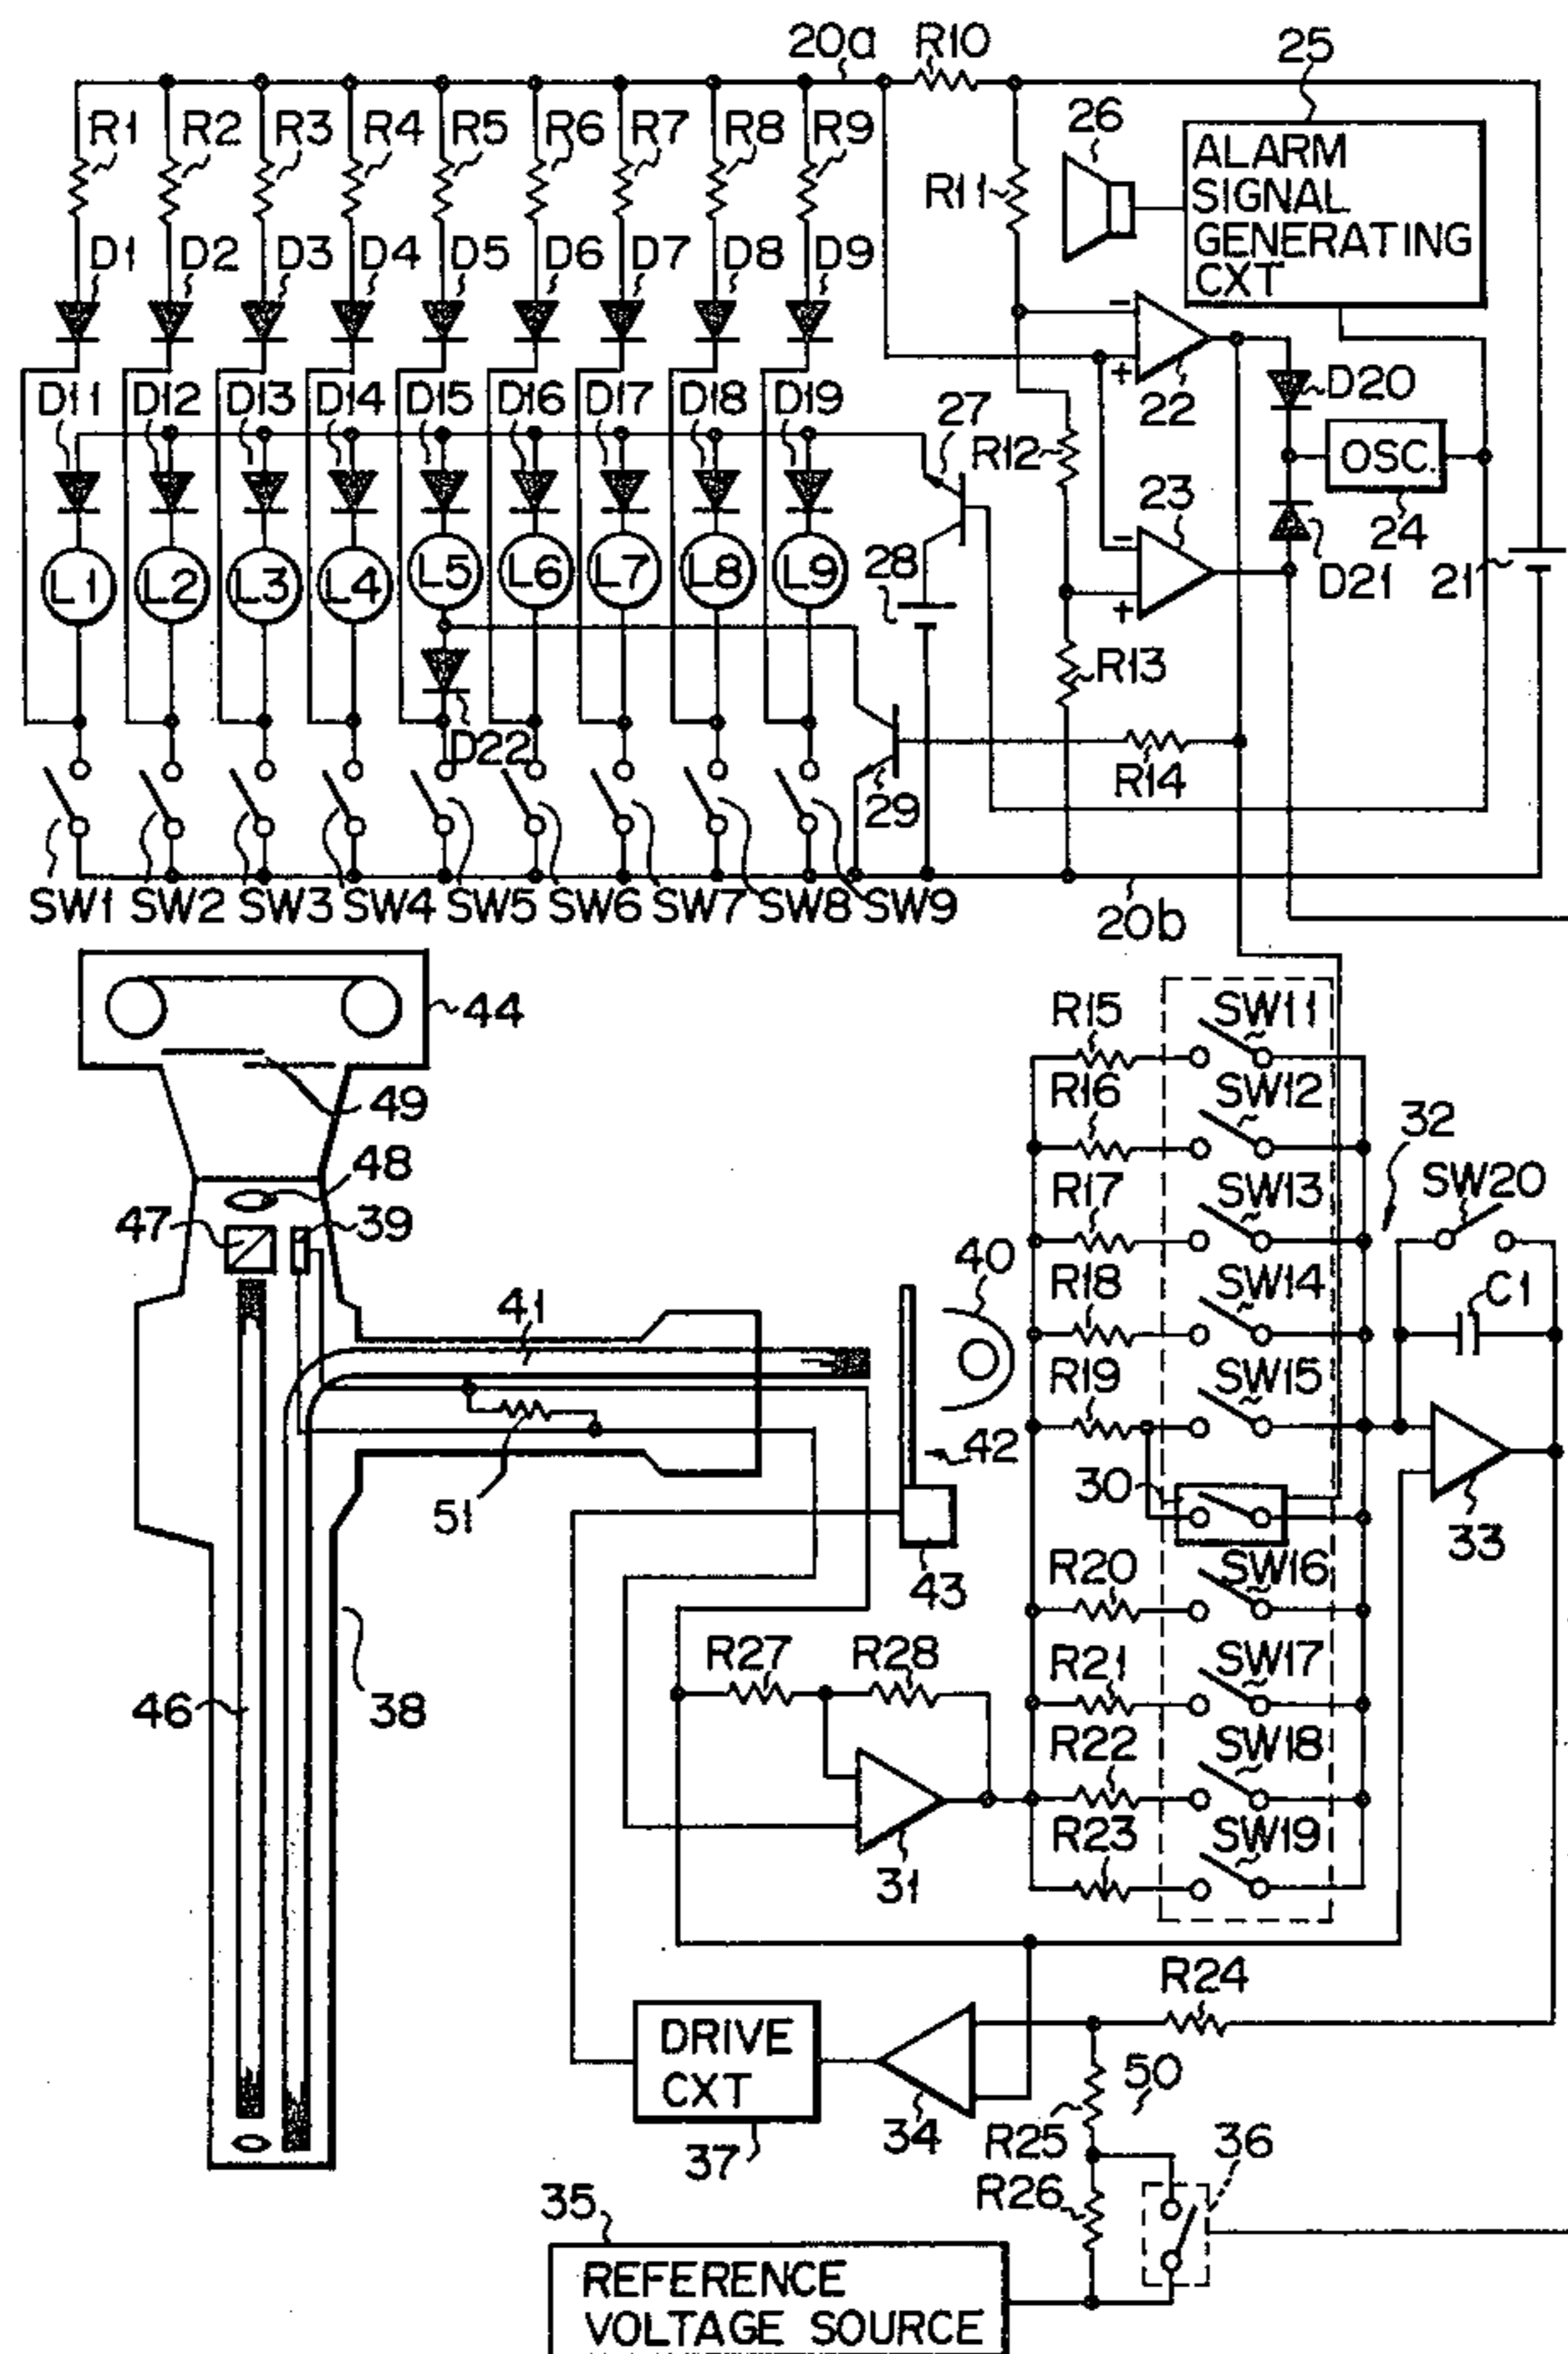 20a R10 25
R1 R2 R3 R4 R5 R6 R7 R8 R9
26
R11
ALARM
SIGNAL
GENERATING
CXT
D1 D2 D3 D4 D5 D6 D7 D8 D9
- +
22
D20
D11 D12 D13 D14 D15 D16 D17 D18 D19
27
R12
OSC.
24
23
- +
D21 21
L1 L2 L3 L4 L5 L6 L7 L8 L9
28
R13
D22
R14
29
SW1 SW2 SW3 SW4 SW5 SW6 SW7 SW8 SW9
20b
44
49
R15 SW11
R16 SW12
32
48
39
47
R17 SW13
SW20
40
41
R18 SW14
C1
R19 SW15
42
51
30
33
43
R20 SW16
R27 R28
R21 SW17
46
38
R22 SW18
31
R23 SW19
R24
DRIVE
CXT
37
34
50
R25
36
R26
35
REFERENCE
VOLTAGE SOURCE